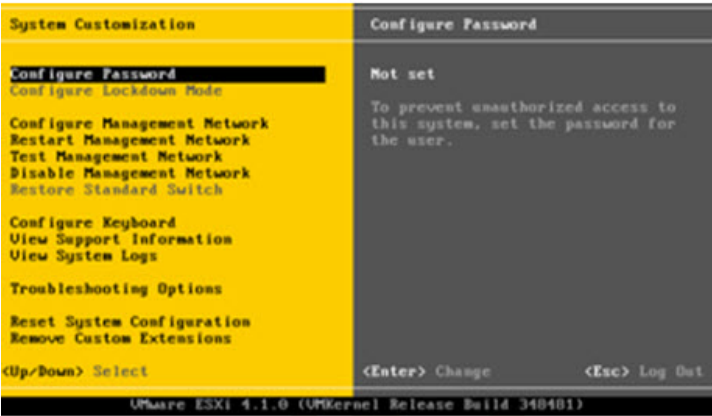 System Customization
Configure Password
Configure Lockdown Mode
Configure Management Network
Restart Management Network
Test Management Network
Disable Management Network
Restore Standard Switch
Configure Keyboard
View Support Information
View System Logs
Troubleshooting Options
Reset System Configuration
Remove Custom Extensions
<Up/Down> Select
Configure Password
Not set
To prevent unauthorized access to
this system, set the password for
the user.
<Enter> Change
<Esc> Log Out
VMware ESXi 4.1.0 (VMKernel Release Build 348481)